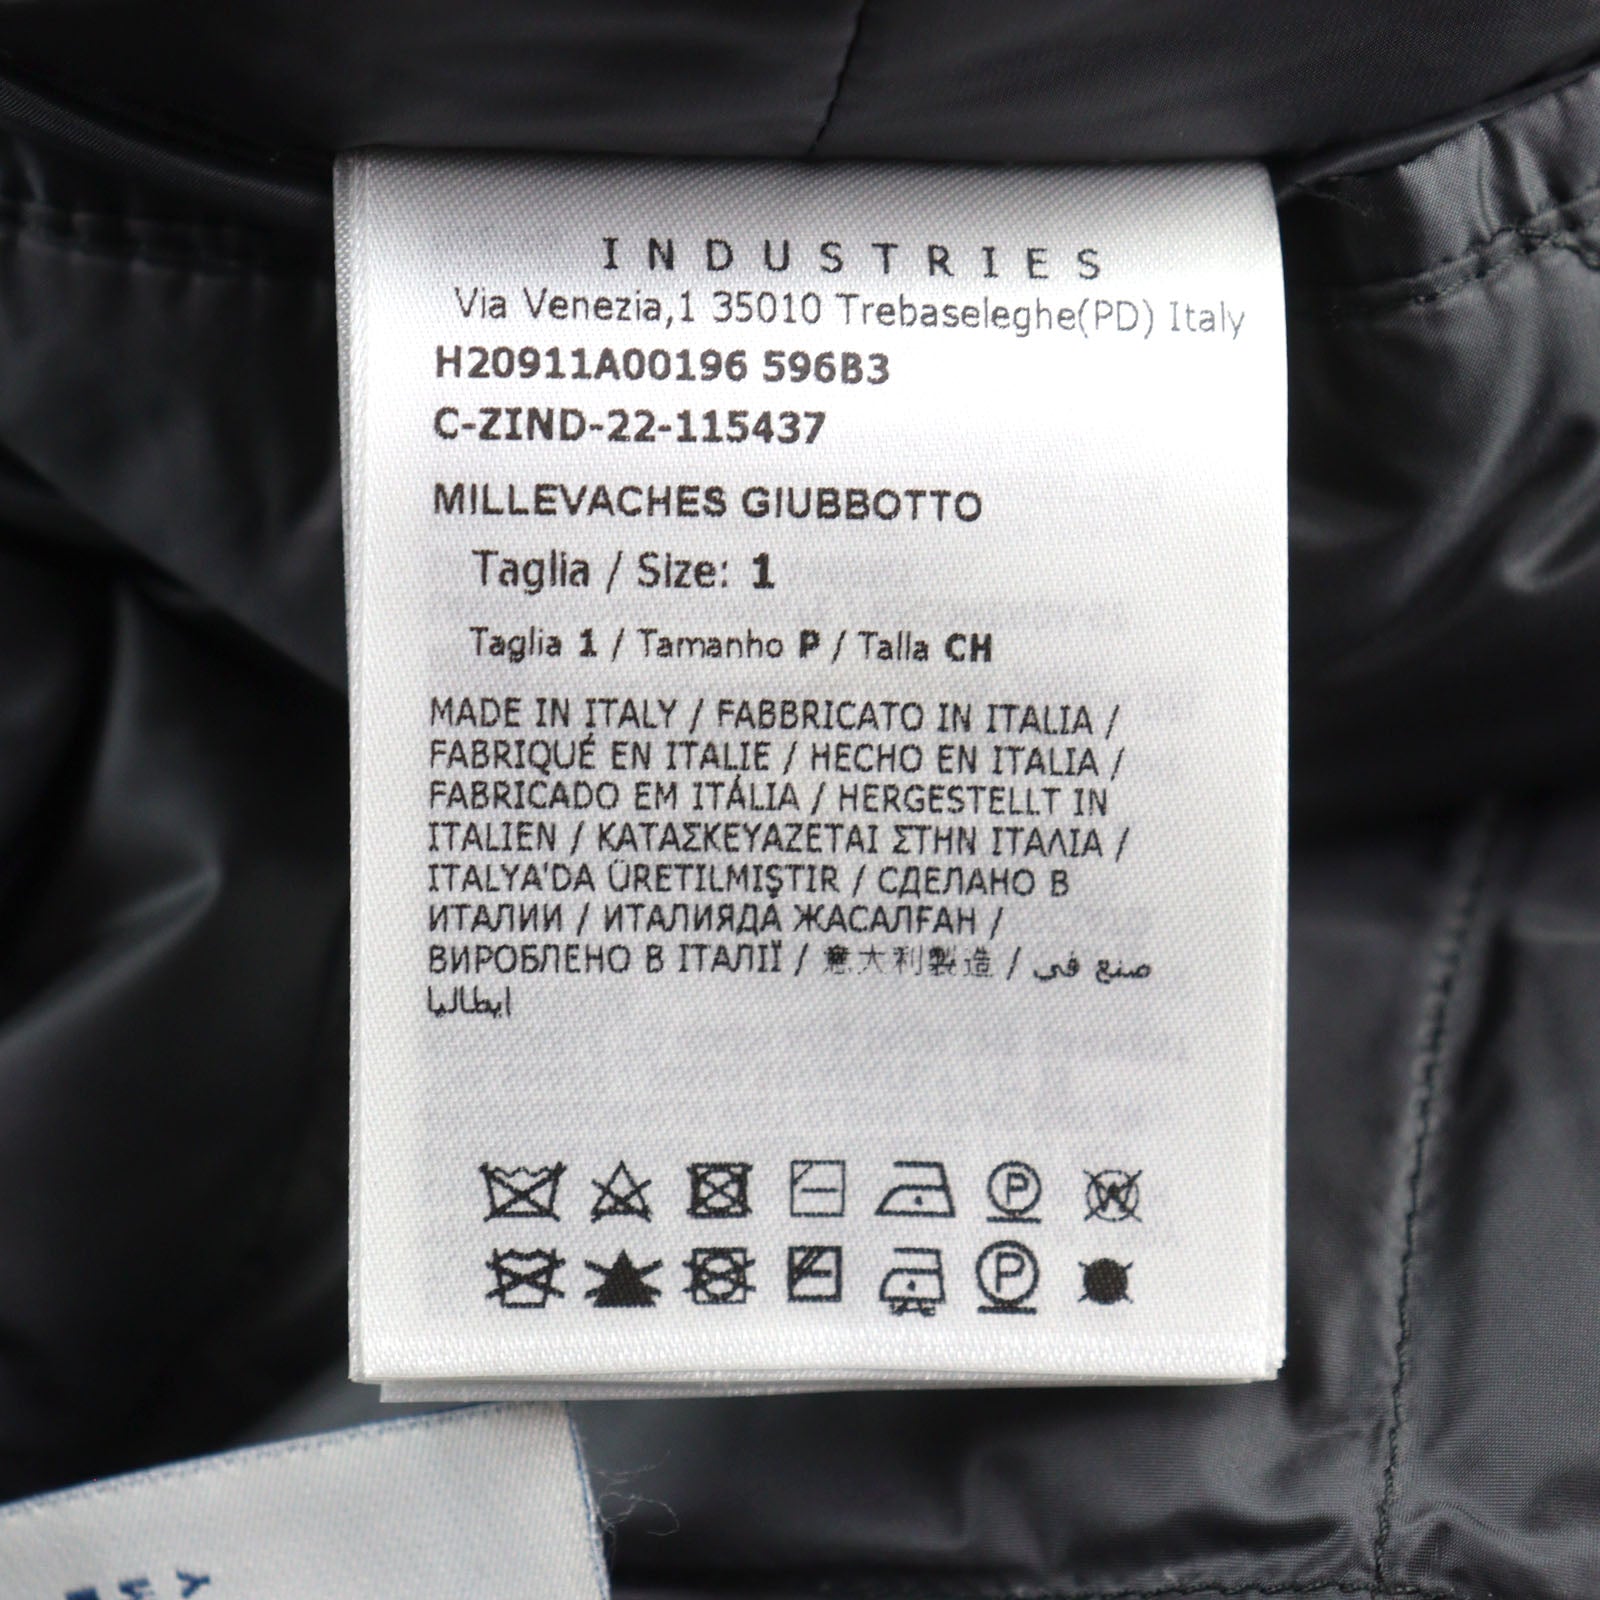 INDUSTRIES
Via Venezia,1 35010 Trebaseleghe(PD) Italy
H20911A00196 596B3
C-ZIND-22-115437
MILLEVACHES GIUBBOTTO
Taglia / Size: 1
Taglia 1 / Tamanho P / Talla CH
MADE IN ITALY / FABBRICATO IN ITALIA /
FABRIQUÉ EN ITALIE / HECHO EN ITALIA /
FABRICADO EM ITÁLIA / HERGESTELLT IN
ITALIEN / ΚΑΤΑΣΚΕΥΑΖΕΤΑΙ ΣΤΗΝ ΙΤΑΛΙΑ /
ITALYA'DA ÜRETILMIŞTIR / СДЕЛАНО В
ИТАЛИИ / ИТАЛИЯДА ЖАСАЛҒАН /
ВИРОБЛЕНО В ІТАЛІЇ / 意大利製造 / صنع في
ايطاليا
P W
P